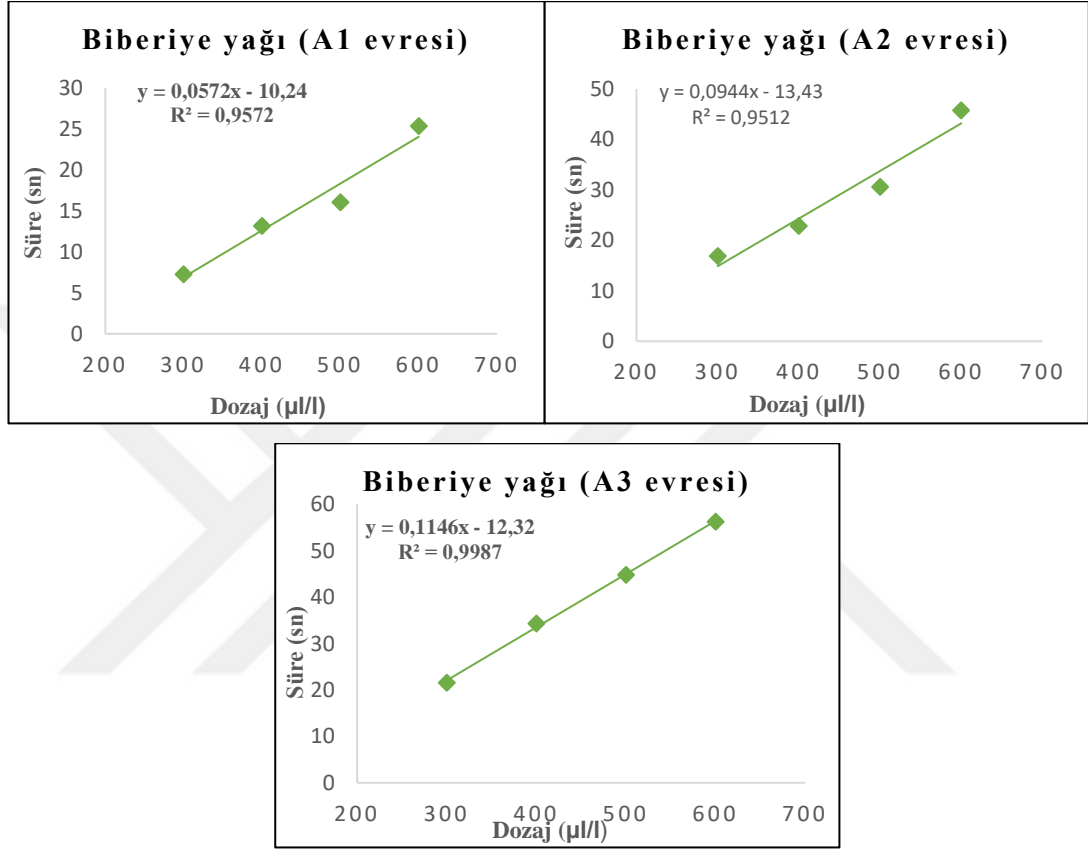 Biberiye yağı (A1 evresi)
y = 0,0572x - 10,24
R² = 0,9572
30
25
20
15
10
5
0
Süre (sn)
200 300 400 500 600 700
Dozaj (µl/l)
Biberiye yağı (A2 evresi)
y = 0,0944x - 13,43
R² = 0,9512
50
40
30
20
10
0
Süre (sn)
200 300 400 500 600 700
Dozaj (µl/l)
Biberiye yağı (A3 evresi)
y = 0,1146x - 12,32
R² = 0,9987
60
50
40
30
20
10
0
Süre (sn)
200 300 400 500 600 700
Dozaj (µl/l)